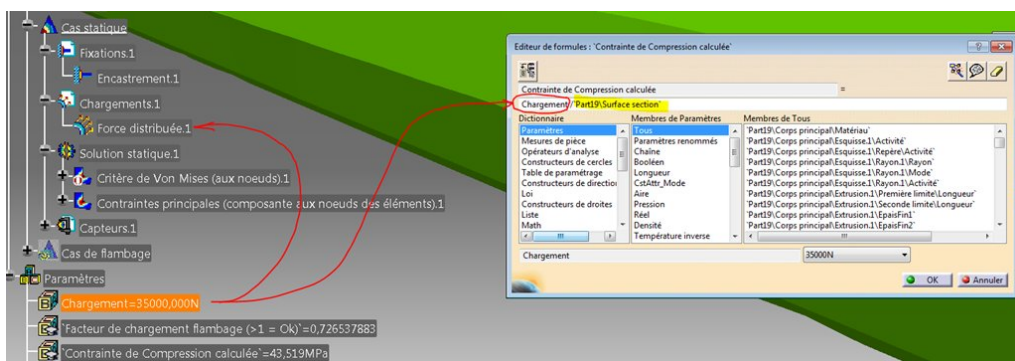 Cas statique
Fixations.1
Encastrement.1
Chargements.1
Force distribuée.1
Solution statique.1
Critère de Von Mises (aux noeuds).1
Contraintes principales (composante aux noeuds des éléments).1
Capteurs.1
Cas de flambage
Paramètres
Chargement=35000,000N
`Facteur de chargement flambage (>1 = Ok)`=0,726537883
`Contrainte de Compression calculée`=43,519MPa
Editeur de formules : `Contrainte de Compression calculée`
Contrainte de Compression calculée =
Chargement /`Part19\Surface section`
Dictionnaire Membres de Paramètres Membres de Tous
Paramètres Tous `Part19\Corps principal\Matériau`
Mesures de pièce Paramètres renommés `Part19\Corps principal\Esquisse.1\Activité`
Opérateurs d'analyse Chaîne `Part19\Corps principal\Esquisse.1\Repère\Activité`
Constructeurs de cercles Booléen `Part19\Corps principal\Esquisse.1\Rayon.1\Rayon`
Table de paramétrage Longueur `Part19\Corps principal\Esquisse.1\Rayon.1\Mode`
Constructeurs de direction CstAttr_Mode `Part19\Corps principal\Esquisse.1\Rayon.1\Activité`
Loi Aire `Part19\Corps principal\Extrusion.1\Première limite\Longueur`
Constructeurs de droites Pression `Part19\Corps principal\Extrusion.1\Seconde limite\Longueur`
Liste Réel `Part19\Corps principal\Extrusion.1\EpaisFin1`
Math Densité `Part19\Corps principal\Extrusion.1\EpaisFin2`
Température inverse
Chargement 35000N
OK Annuler